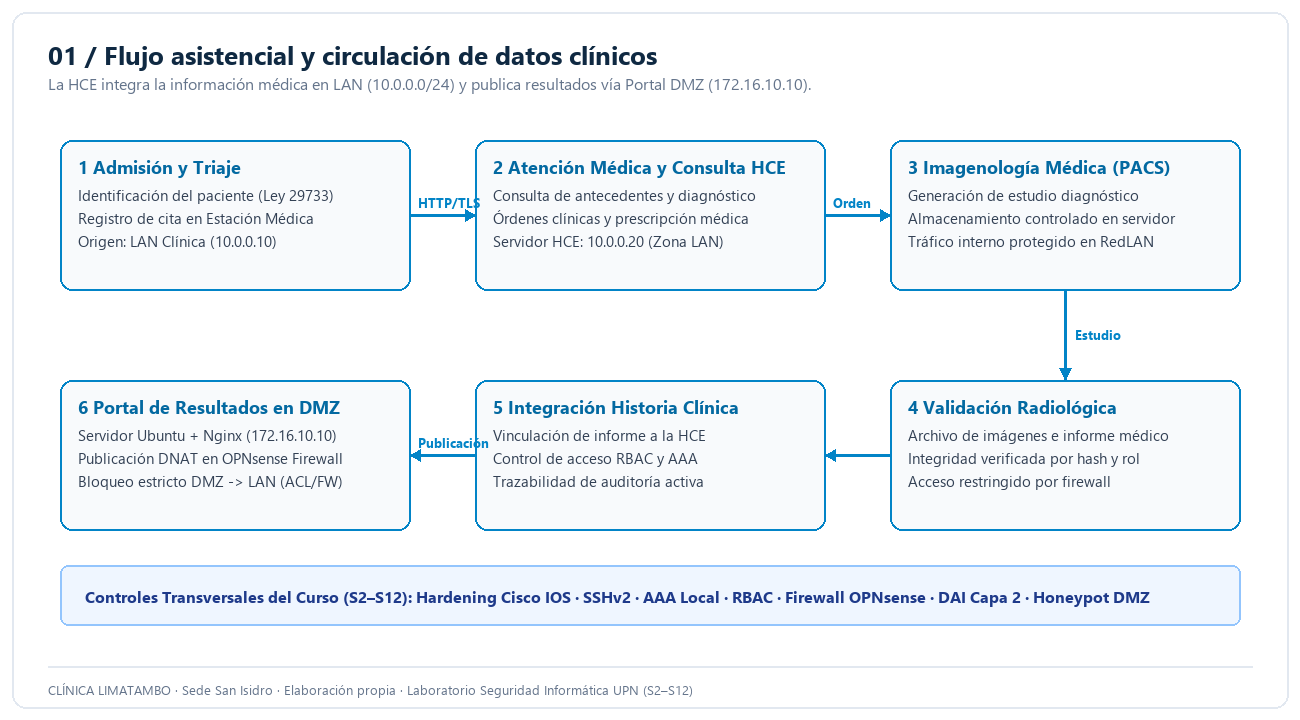 01 / Flujo asistencial y circulación de datos clínicos
La HCE integra la información médica en LAN (10.0.0.0/24) y publica resultados vía Portal DMZ (172.16.10.10).
1 Admisión y Triaje
Identificación del paciente (Ley 29733)
Registro de cita en Estación Médica
Origen: LAN Clínica (10.0.0.10)
HTTP/TLS
2 Atención Médica y Consulta HCE
Consulta de antecedentes y diagnóstico
Órdenes clínicas y prescripción médica
Servidor HCE: 10.0.0.20 (Zona LAN)
Orden
3 Imagenología Médica (PACS)
Generación de estudio diagnóstico
Almacenamiento controlado en servidor
Tráfico interno protegido en RedLAN
Estudio
4 Validación Radiológica
Archivo de imágenes e informe médico
Integridad verificada por hash y rol
Acceso restringido por firewall
5 Integración Historia Clínica
Vinculación de informe a la HCE
Control de acceso RBAC y AAA
Trazabilidad de auditoría activa
Publicación
6 Portal de Resultados en DMZ
Servidor Ubuntu + Nginx (172.16.10.10)
Publicación DNAT en OPNsense Firewall
Bloqueo estricto DMZ -> LAN (ACL/FW)
Controles Transversales del Curso (S2–S12): Hardening Cisco IOS · SSHv2 · AAA Local · RBAC · Firewall OPNsense · DAI Capa 2 · Honeypot DMZ
CLÍNICA LIMATAMBO · Sede San Isidro · Elaboración propia · Laboratorio Seguridad Informática UPN (S2–S12)